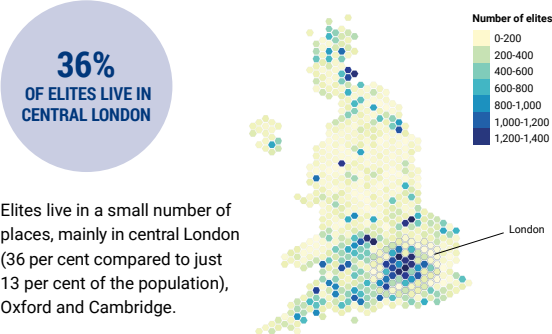 36%
OF ELITES LIVE IN
CENTRAL LONDON
Elites live in a small number of
places, mainly in central London
(36 per cent compared to just
13 per cent of the population),
Oxford and Cambridge.
Number of elites
0-200
200-400
400-600
600-800
800-1,000
1,000-1,200
1,200-1,400
London